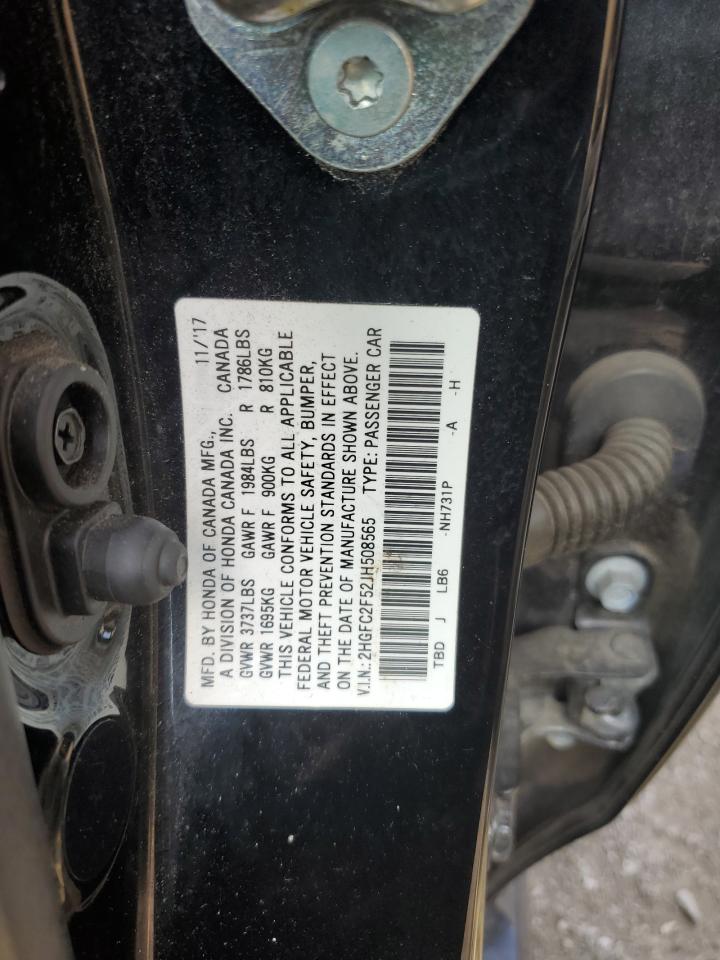 MFD. BY HONDA OF CANADA MFG., 11/'17
A DIVISION OF HONDA CANADA INC. CANADA
GVWR 3737LBS GAWR F 1984LBS R 1786LBS
GVWR 1695KG GAWR F 900KG R 810KG
THIS VEHICLE CONFORMS TO ALL APPLICABLE
FEDERAL MOTOR VEHICLE SAFETY, BUMPER,
AND THEFT PREVENTION STANDARDS IN EFFECT
ON THE DATE OF MANUFACTURE SHOWN ABOVE.
V.I.N.: 2HGFC2F52JH508565 TYPE: PASSENGER CAR
TBD J LB6 -NH731P -A -H